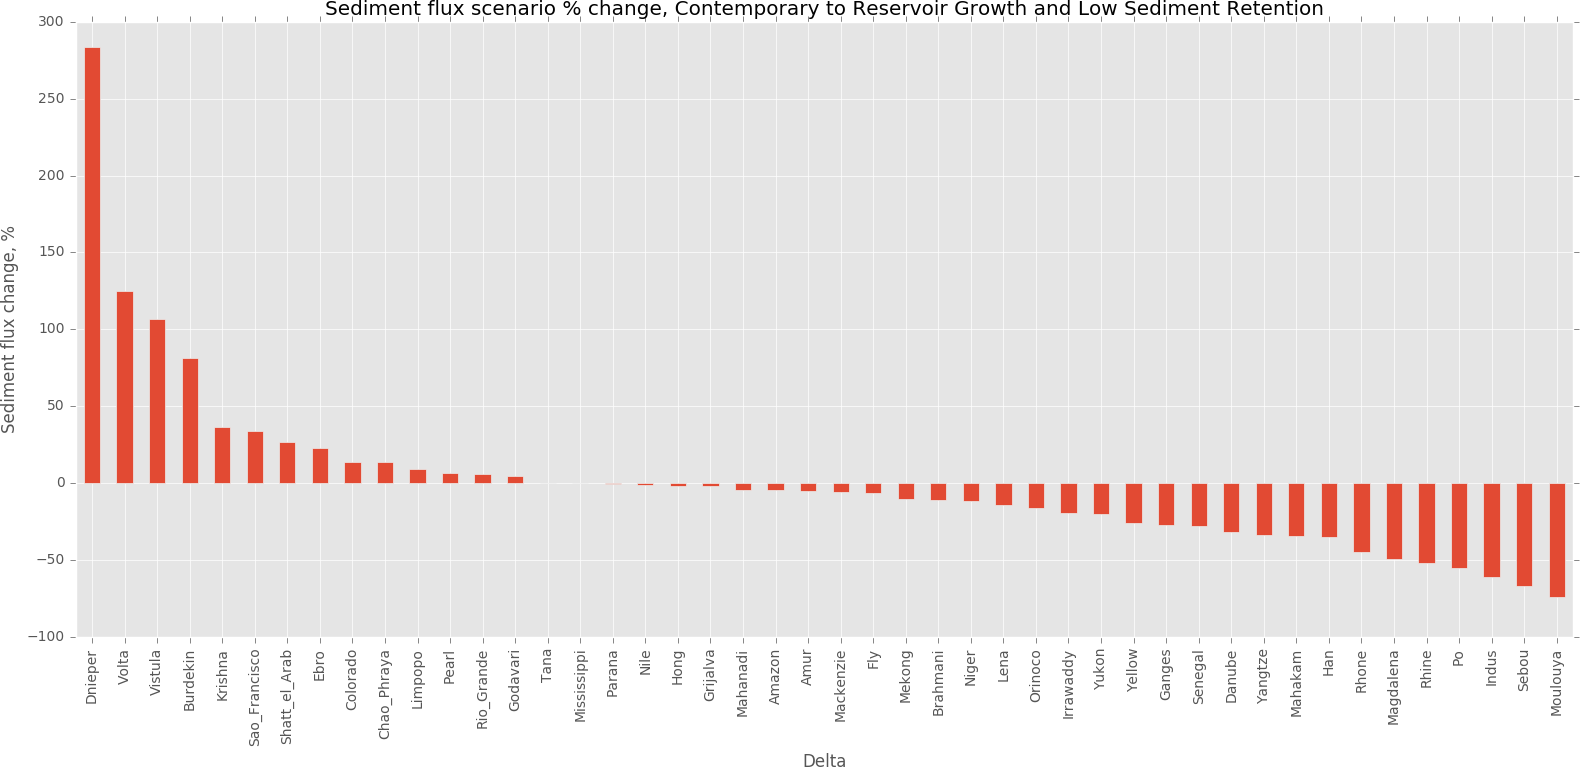 Sediment flux scenario % change, Contemporary to Reservoir Growth and Low Sediment Retention
Sediment flux change, %
300
250
200
150
100
50
0
−50
−100
Dnieper
Volta
Vistula
Burdekin
Krishna
Sao_Francisco
Shatt_el_Arab
Ebro
Colorado
Chao_Phraya
Limpopo
Pearl
Rio_Grande
Godavari
Tana
Mississippi
Parana
Nile
Hong
Grijalva
Mahanadi
Amazon
Amur
Mackenzie
Fly
Mekong
Brahmani
Niger
Lena
Orinoco
Irrawaddy
Yukon
Yellow
Ganges
Senegal
Danube
Yangtze
Mahakam
Han
Rhone
Magdalena
Rhine
Po
Indus
Sebou
Moulouya
Delta